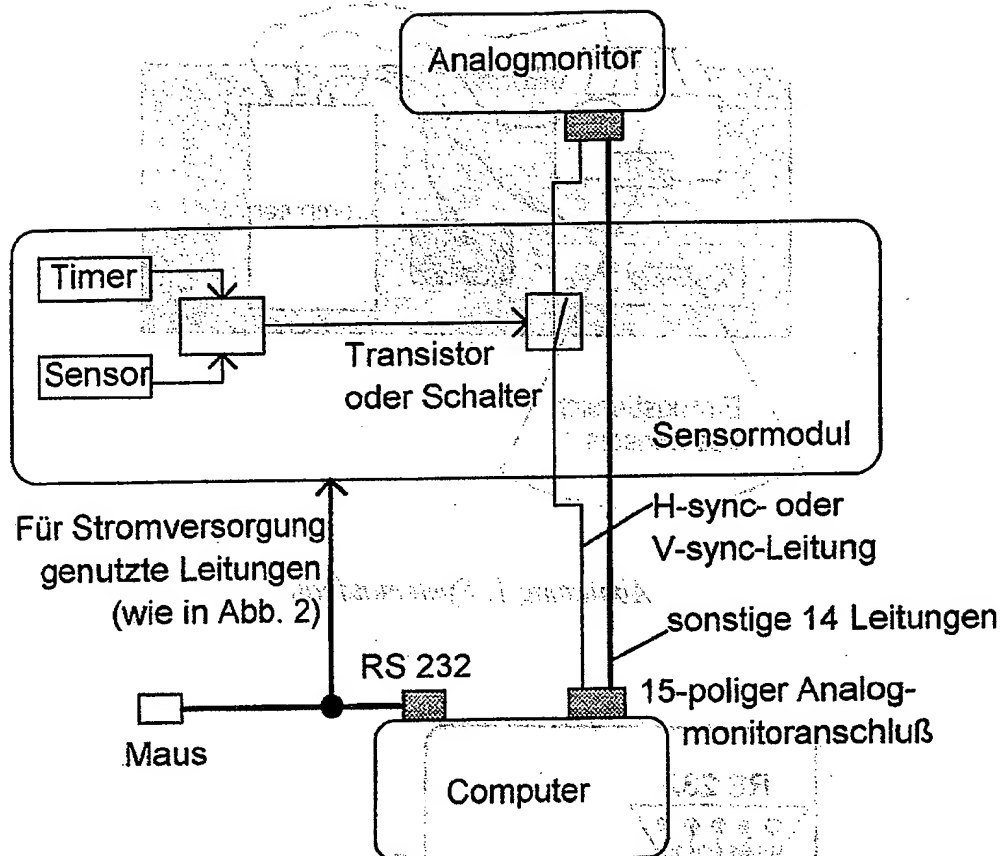 Analogmonitor
Timer
Sensor
Transistor
oder Schalter
Sensormodul
Für Stromversorgung
genutzte Leitungen
(wie in Abb. 2)
H-sync- oder
V-sync-Leitung
sonstige 14 Leitungen
RS 232
15-poliger Analog-
monitoranschluß
Maus
Computer